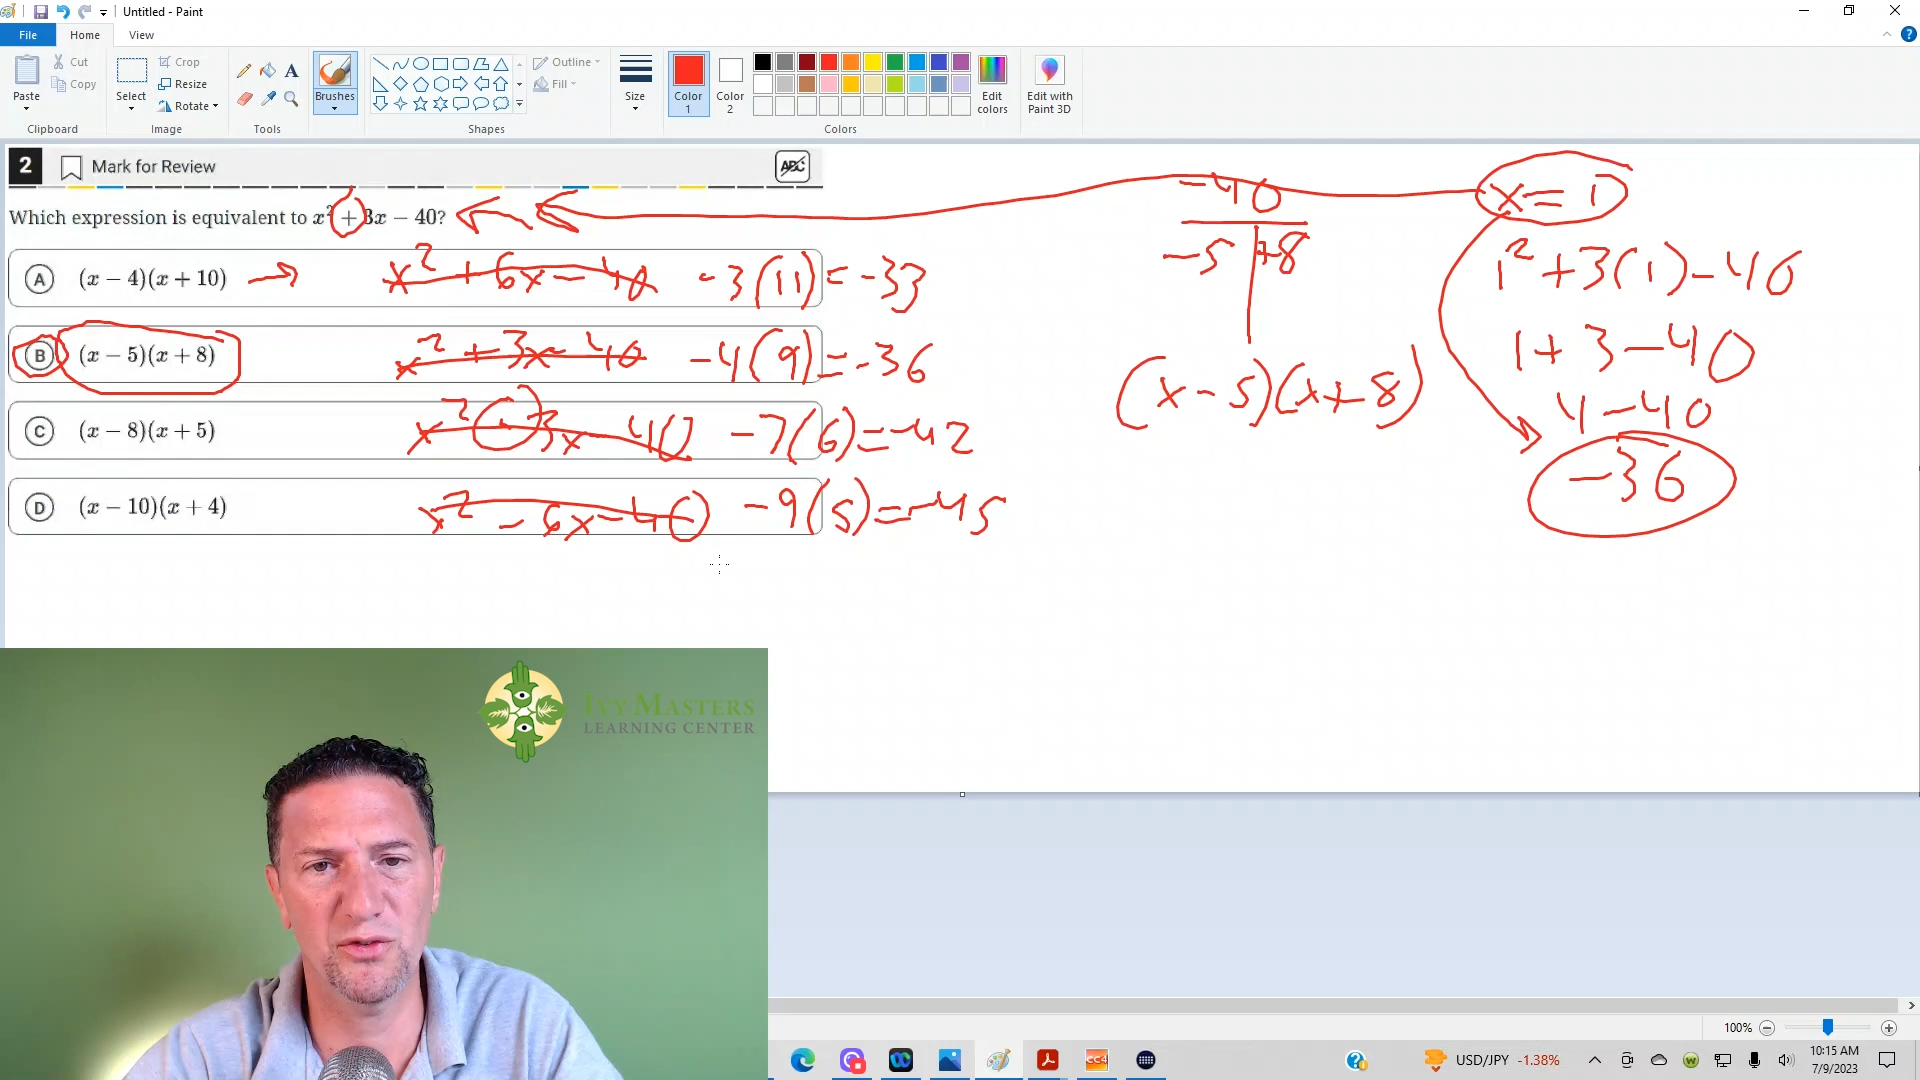 Untitled - Paint
File Home View
Paste Cut Copy Clipboard
Select Crop Resize Rotate Image
A Tools
Brushes
Shapes Outline Fill
Size
Color 1 Color 2 Colors Edit colors
Edit with Paint 3D
2 Mark for Review ABC
Which expression is equivalent to x² + 3x − 40?
A (x − 4)(x + 10) → x² + 6x − 40 -3(11) = -33
B (x − 5)(x + 8) x² + 3x - 40 -4(9) = -36
C (x − 8)(x + 5) x² - 3x - 40 -7(6) = -42
D (x − 10)(x + 4) x² - 6x - 40 -9(5) = -45
-40
-5 +8
(x - 5)(x + 8)
x = 1
1² + 3(1) - 40
1 + 3 - 40
4 - 40
-36
IVY MASTERS
LEARNING CENTER
100%
CC4
USD/JPY -1.38%
10:15 AM
7/9/2023